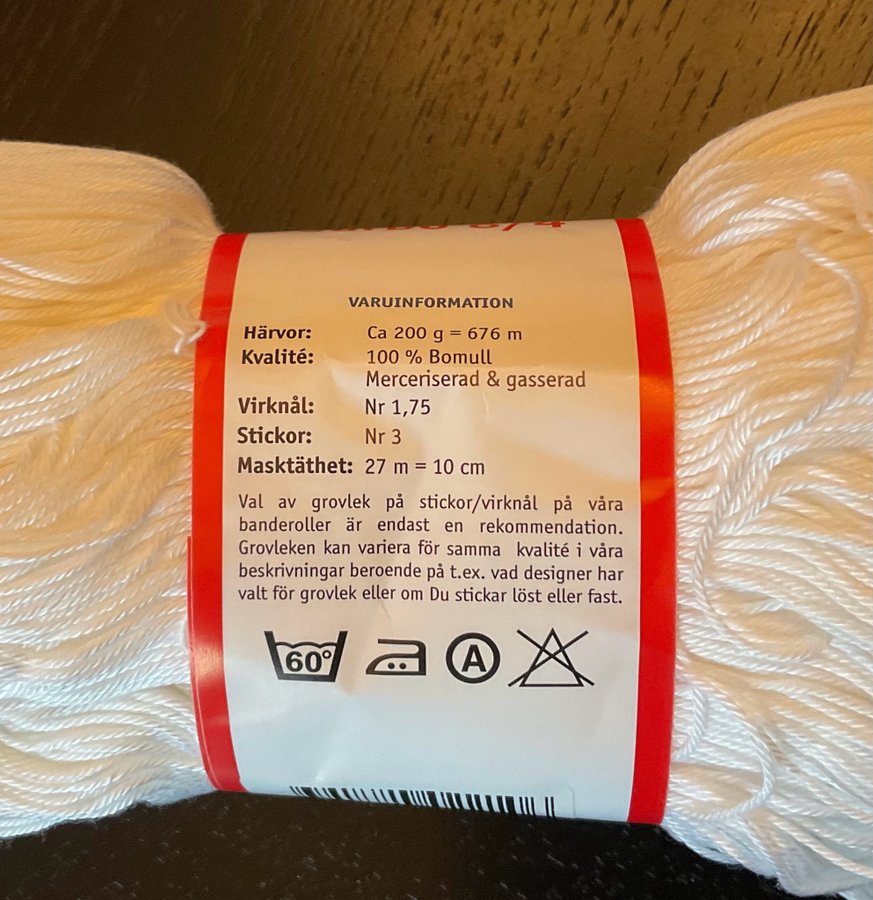 8/4
VARUINFORMATION
Härvor: Ca 200 g = 676 m
Kvalité: 100 % Bomull
Merceriserad & gasserad
Virknål: Nr 1,75
Stickor: Nr 3
Masktäthet: 27 m = 10 cm
Val av grovlek på stickor/virknål på våra
banderoller är endast en rekommendation.
Grovleken kan variera för samma kvalité i våra
beskrivningar beroende på t.ex. vad designer har
valt för grovlek eller om Du stickar löst eller fast.
60°
A